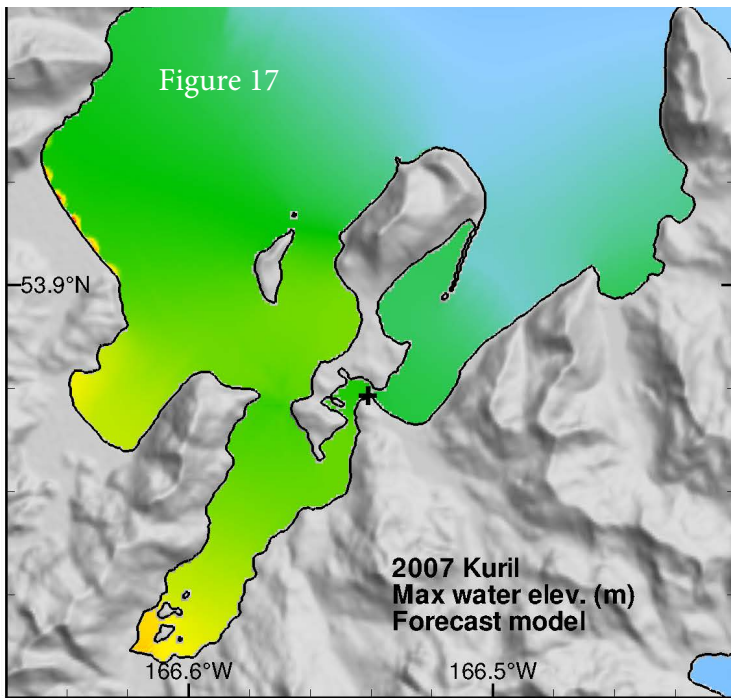 Figure 17
53.9°N
2007 Kuril
Max water elev. (m)
Forecast model
166.6°W 166.5°W